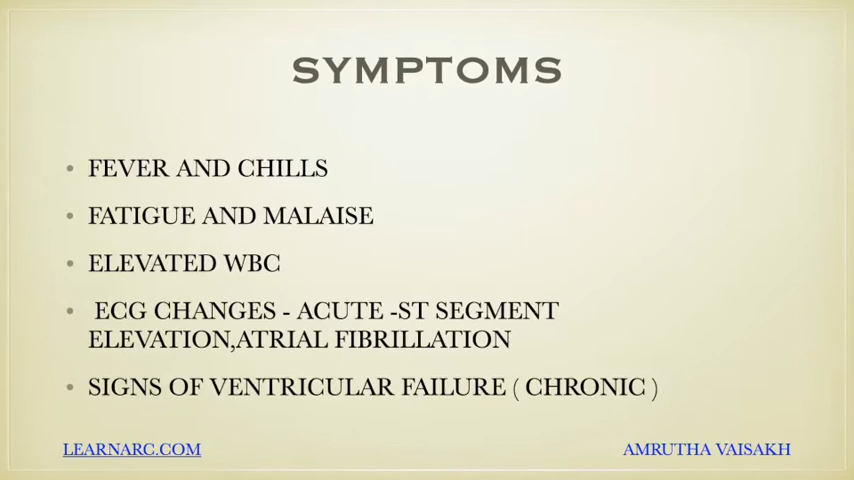 SYMPTOMS
• FEVER AND CHILLS
• FATIGUE AND MALAISE
• ELEVATED WBC
• ECG CHANGES - ACUTE -ST SEGMENT
ELEVATION,ATRIAL FIBRILLATION
• SIGNS OF VENTRICULAR FAILURE ( CHRONIC )
LEARNARC.COM
AMRUTHA VAISAKH